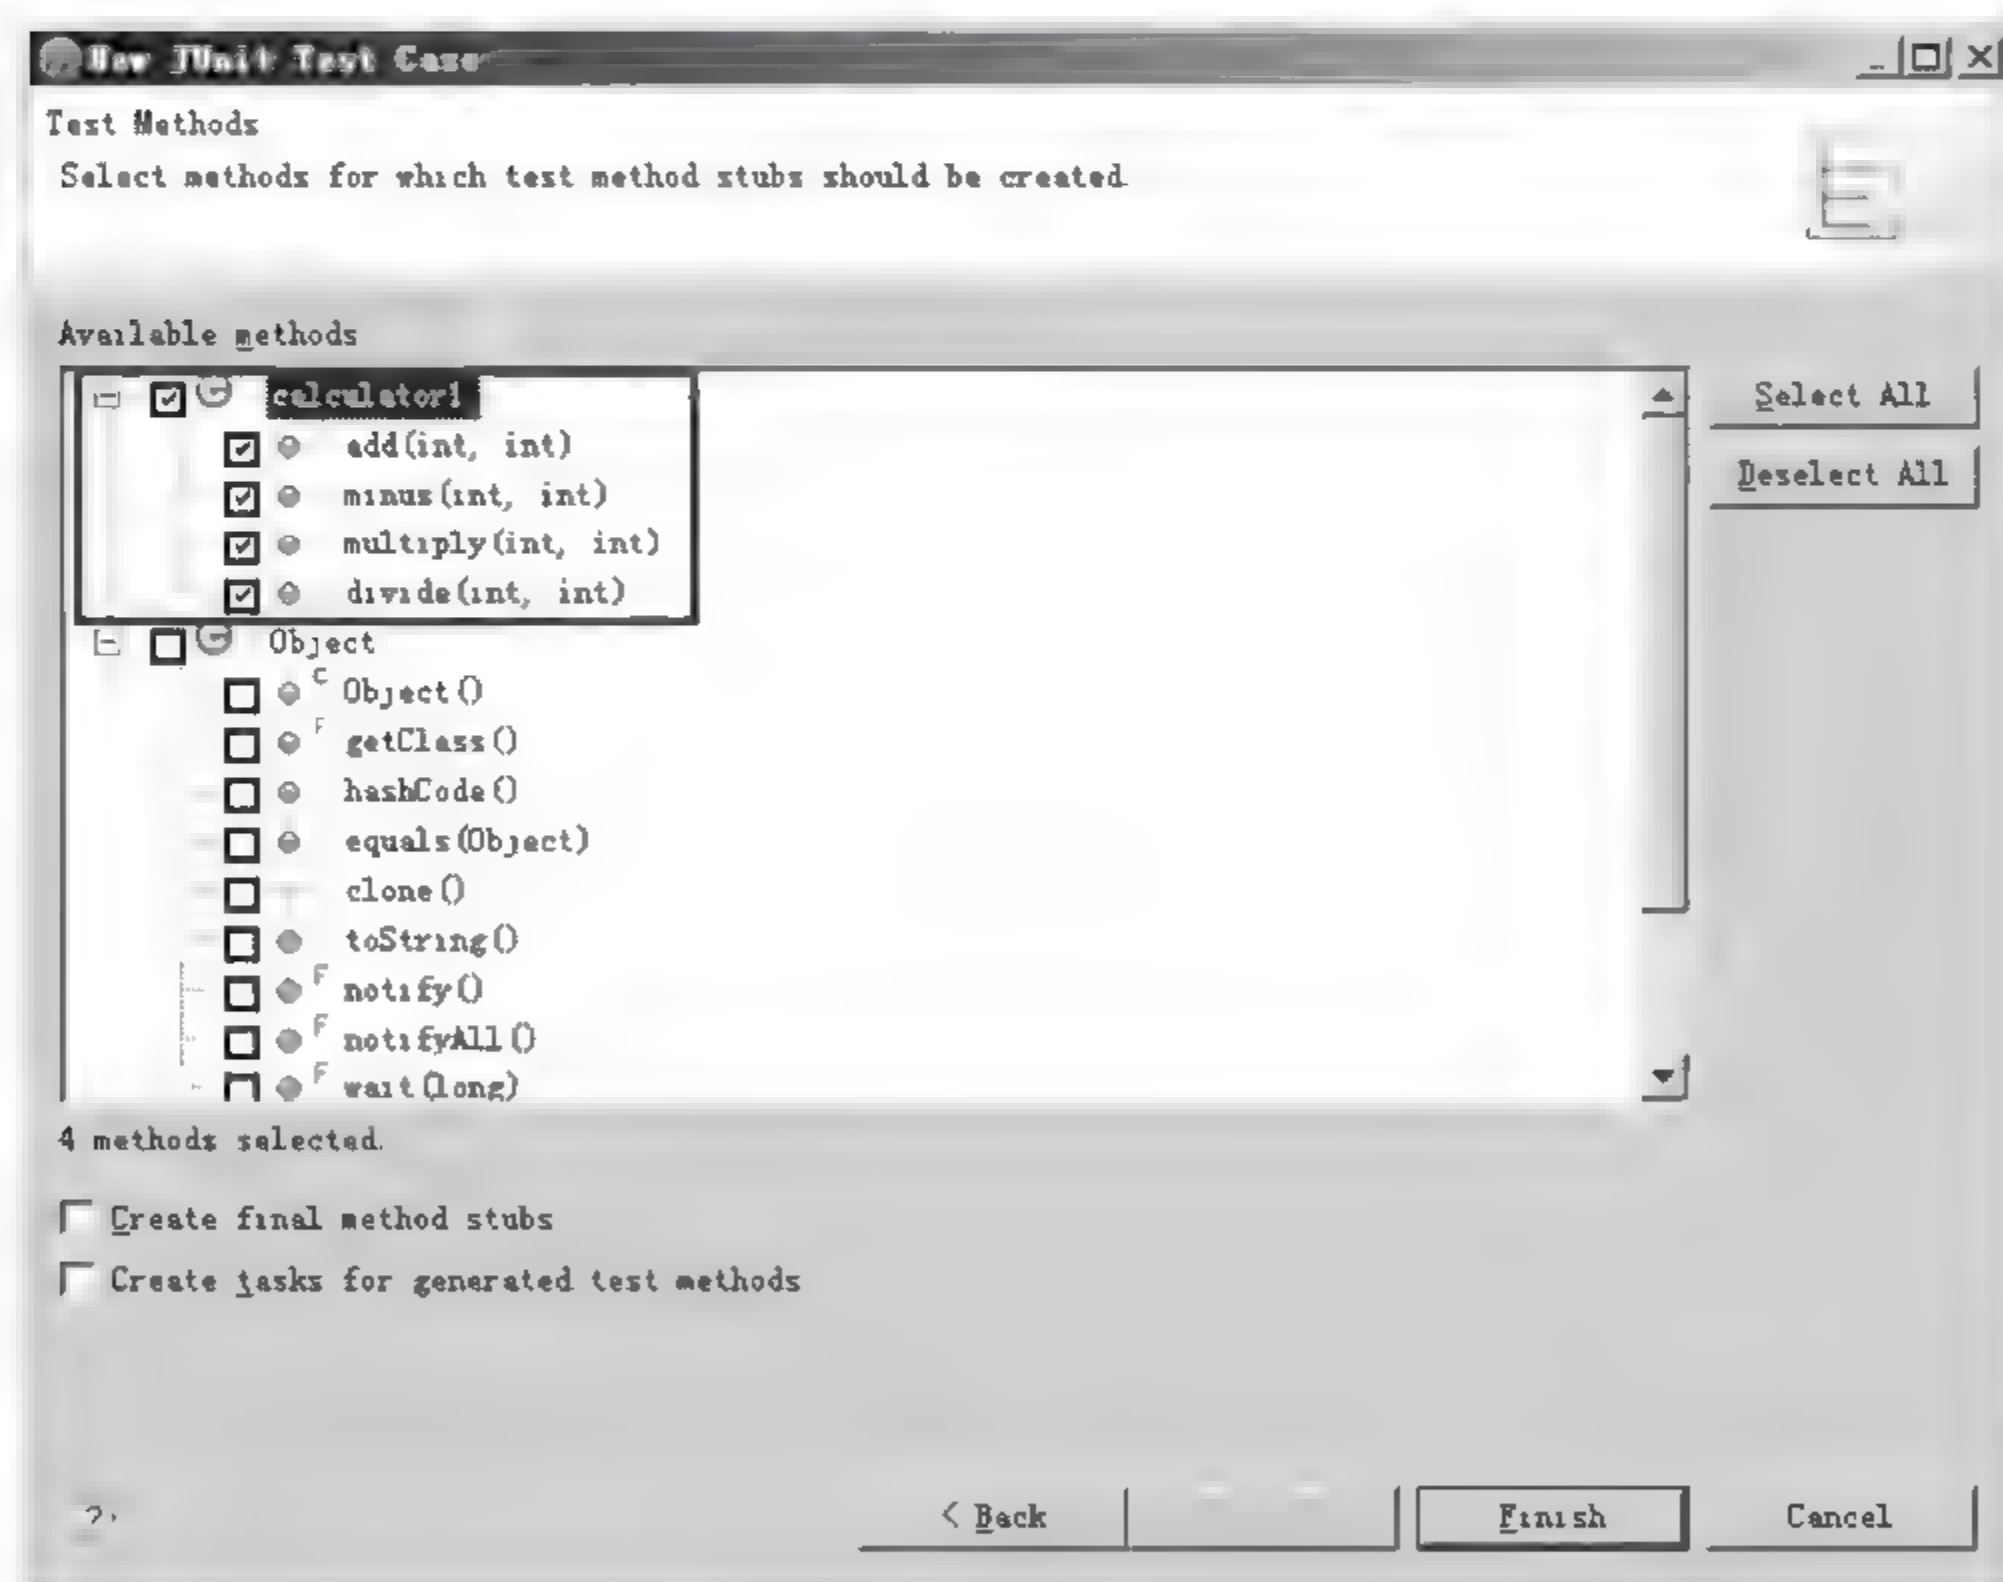 New JUnit Test Case
Test Methods
Select methods for which test method stubs should be created
Available methods
calculator1
Select All
add(int, int)
Deselect All
minus(int, int)
multiply(int, int)
divide(int, int)
Object
C Object()
F getClass()
hashCode()
equals(Object)
clone()
toString()
F notify()
F notifyAll()
F wait(long)
4 methods selected.
Create final method stubs
Create tasks for generated test methods
?
< Back
Finish
Cancel